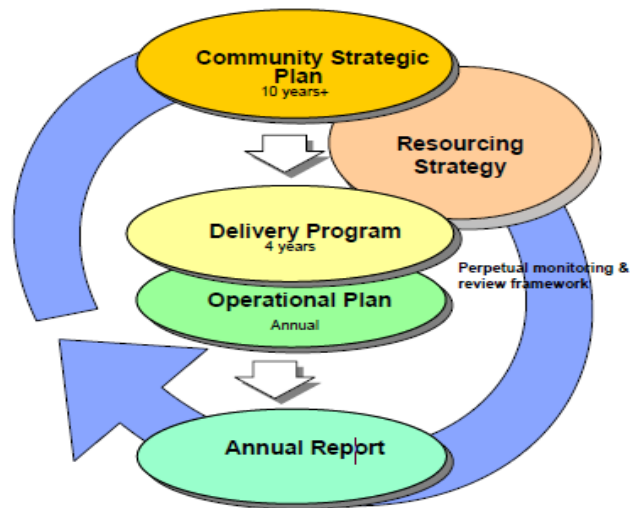 Community Strategic
Plan
10 years+
Resourcing
Strategy
Delivery Program
4 years
Perpetual monitoring &
review framework
Operational Plan
Annual
Annual Report